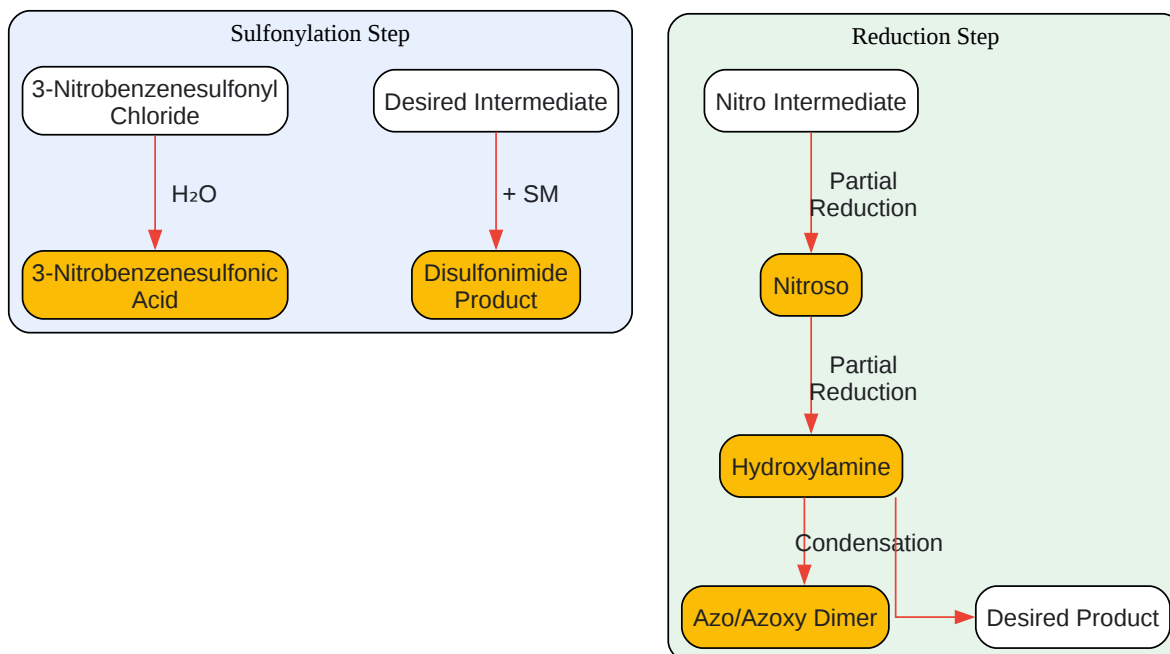 Sulfonylation Step
3-Nitrobenzenesulfonyl
Chloride
Desired Intermediate
H₂O
+ SM
3-Nitrobenzenesulfonic
Acid
Disulfonimide
Product
Reduction Step
Nitro Intermediate
Partial
Reduction
Nitroso
Partial
Reduction
Hydroxylamine
Condensation
Azo/Azoxy Dimer
Desired Product